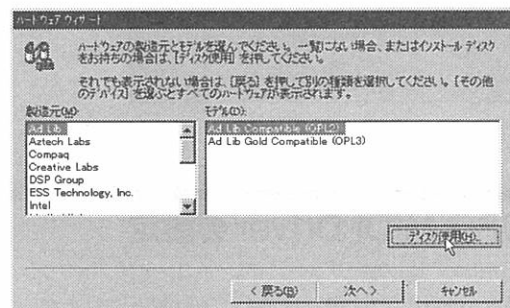 ハードウェア ウィザード
ハードウェアの製造元とモデルを選んでください。一覧にない場合、またはインストール ディスク
をお持ちの場合は、[ディスク使用] を押してください。
それでも表示されない場合は、[戻る] を押して別の種類を選択してください。[その他
のデバイス] を選ぶとすべてのハードウェアが表示されます。
製造元(M):
モデル(D):
Ad Lib
Aztech Labs
Compaq
Creative Labs
DSP Group
ESS Technology, Inc.
Intel
Ad Lib Compatible (OPL2)
Ad Lib Gold Compatible (OPL3)
ディスク使用(H)...
< 戻る(B)
次へ >
キャンセル